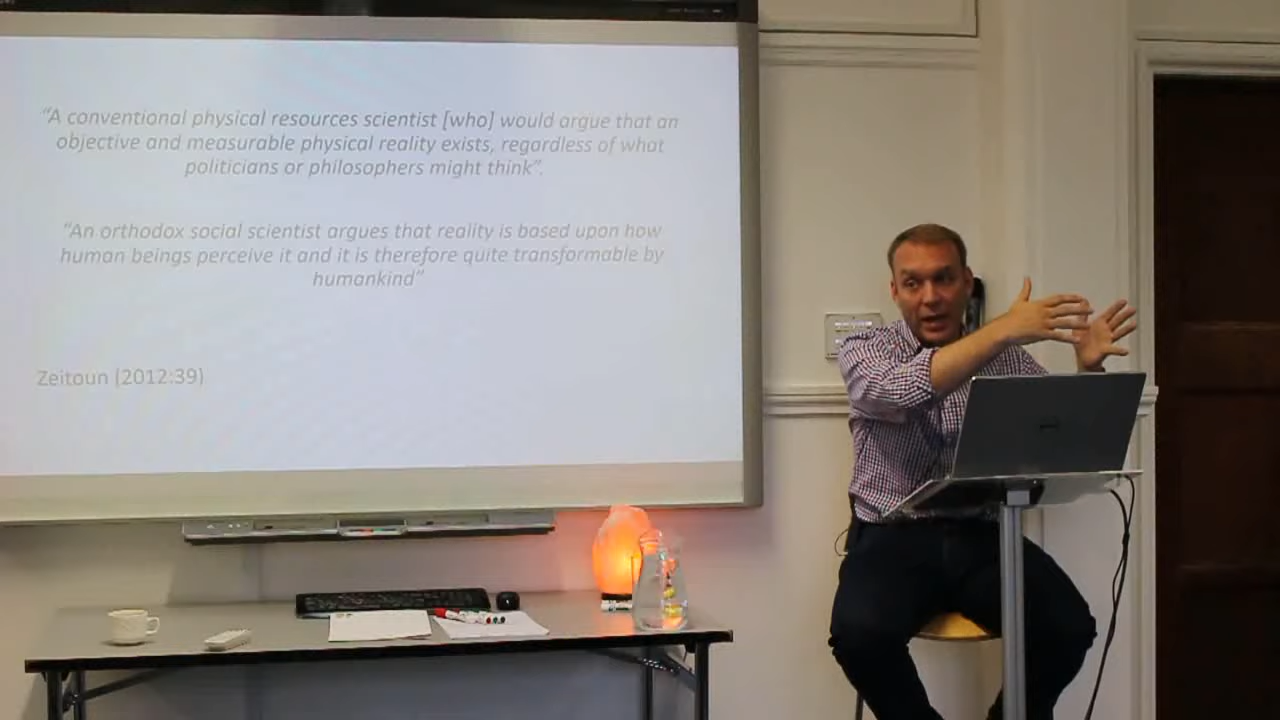 “A conventional physical resources scientist [who] would argue that an
objective and measurable physical reality exists, regardless of what
politicians or philosophers might think”.
“An orthodox social scientist argues that reality is based upon how
human beings perceive it and it is therefore quite transformable by
humankind”
Zeitoun (2012:39)